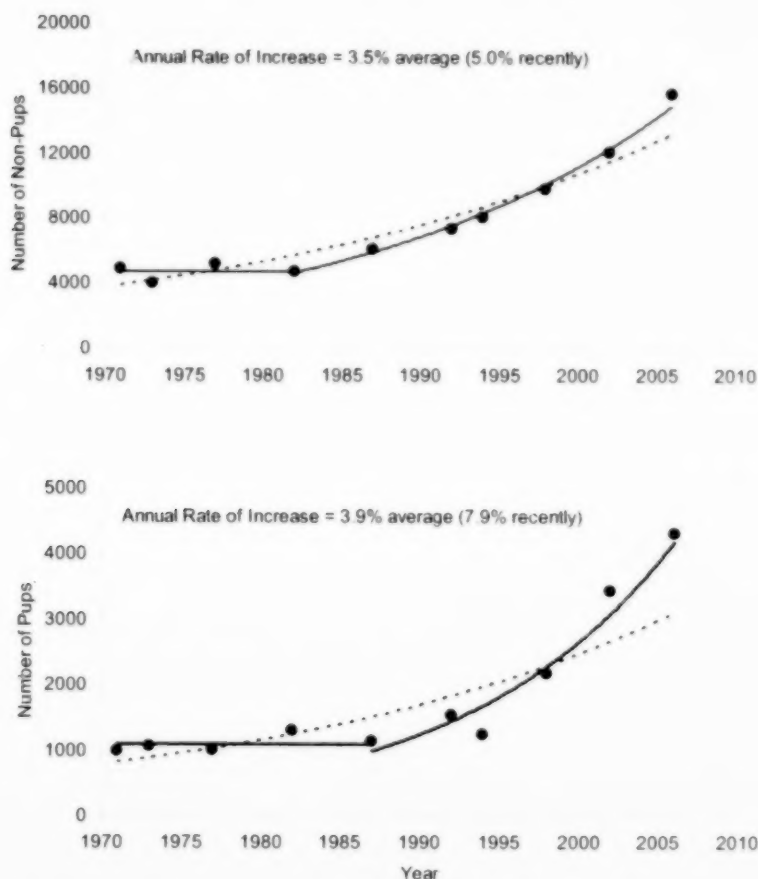 20000
Annual Rate of Increase = 3.5% average (5.0% recently)
16000
12000
8000
4000
0
Number of Non-Pups
1970 1975 1980 1985 1990 1995 2000 2005 2010
5000
Annual Rate of Increase = 3.9% average (7.9% recently)
4000
3000
2000
1000
0
Number of Pups
1970 1975 1980 1985 1990 1995 2000 2005 2010
Year